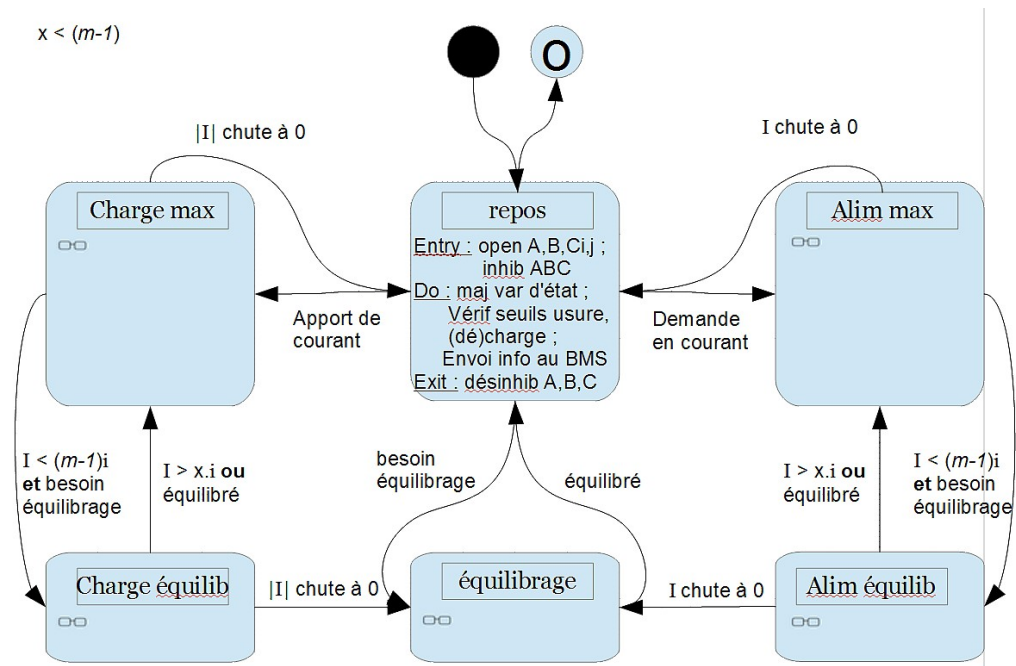 x < (m-1)
O
|I| chute à 0
I chute à 0
Charge max
repos
Entry : open A,B,Ci,j ;
inhib ABC
Do : maj var d'état ;
Vérif seuils usure,
(dé)charge ;
Envoi info au BMS
Exit : désinhib A,B,C
Alim max
Apport de
courant
Demande
en courant
I < (m-1)i
et besoin
équilibrage
I > x.i ou
équilibré
besoin
équilibrage
équilibré
I > x.i ou
équilibré
I < (m-1)i
et besoin
équilibrage
Charge équilib
|I| chute à 0
équilibrage
I chute à 0
Alim équilib